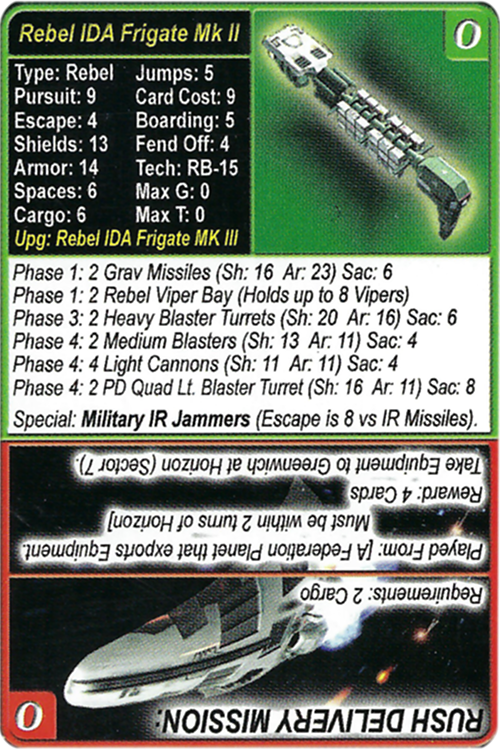 Rebel IDA Frigate Mk II
0
Type: Rebel Jumps: 5
Pursuit: 9 Card Cost: 9
Escape: 4 Boarding: 5
Shields: 13 Fend Off: 4
Armor: 14 Tech: RB-15
Spaces: 6 Max G: 0
Cargo: 6 Max T: 0
Upg: Rebel IDA Frigate MK III
Phase 1: 2 Grav Missiles (Sh: 16 Ar: 23) Sac: 6
Phase 1: 2 Rebel Viper Bay (Holds up to 8 Vipers)
Phase 3: 2 Heavy Blaster Turrets (Sh: 20 Ar: 16) Sac: 6
Phase 4: 2 Medium Blasters (Sh: 13 Ar: 11) Sac: 4
Phase 4: 4 Light Cannons (Sh: 11 Ar: 11) Sac: 4
Phase 4: 2 PD Quad Lt. Blaster Turret (Sh: 16 Ar: 11) Sac: 8
Special: Military IR Jammers (Escape is 8 vs IR Missiles).
RUSH DELIVERY MISSION:
0
Requirements: 2 Cargo
Played From: [A Federation Planet that exports Equipment.
Must be within 2 turns of Horizon]
Reward: 4 Cards
Take Equipment to Greenwich at Horizon (Sector 7).